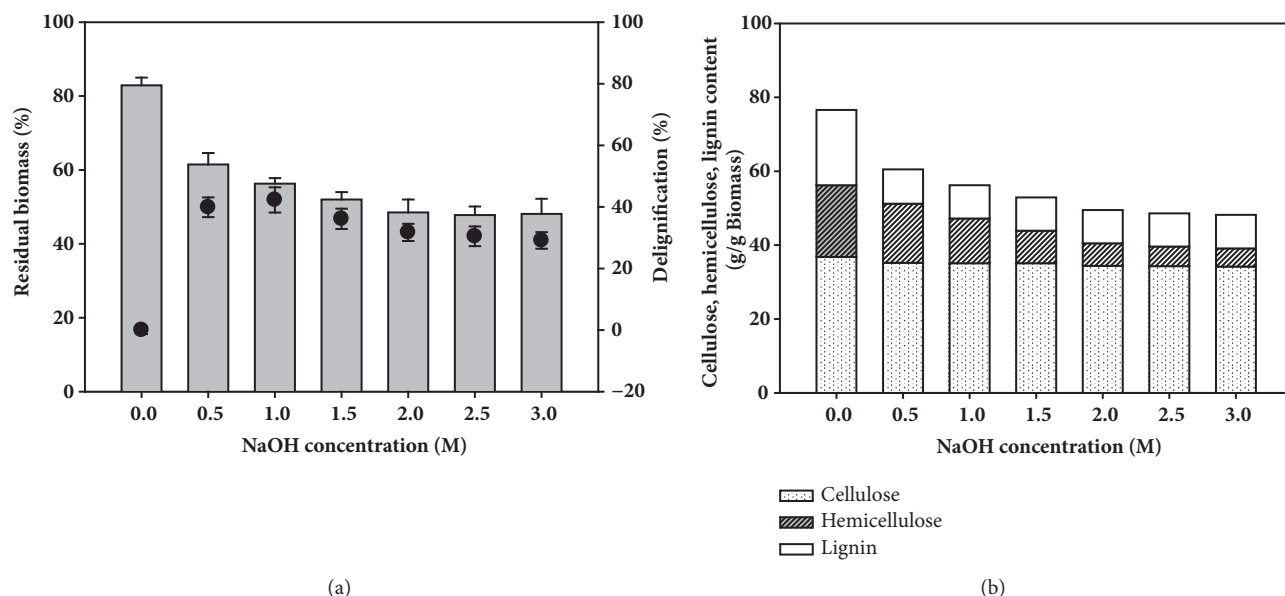 100
80
60
40
20
0
Residual biomass (%)
100
80
60
40
20
0
−20
Delignification (%)
0.0 0.5 1.0 1.5 2.0 2.5 3.0
NaOH concentration (M)
(a)
100
80
60
40
20
0
Cellulose, hemicellulose, lignin content
(g/g Biomass)
0.0 0.5 1.0 1.5 2.0 2.5 3.0
NaOH concentration (M)
Cellulose
Hemicellulose
Lignin
(b)